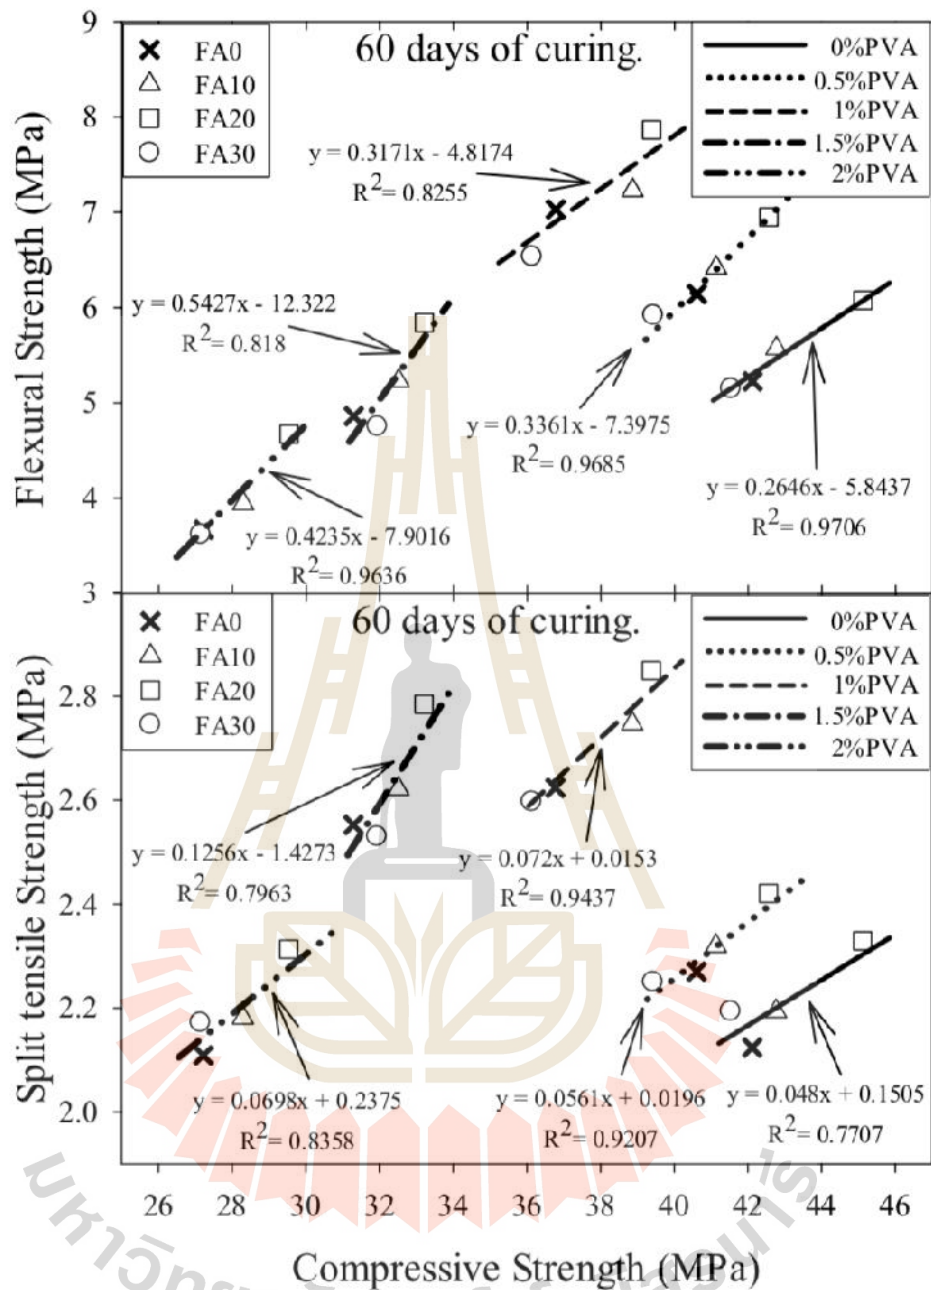 9
FA0
60 days of curing.
0%PVA
FA10
0.5%PVA
8
FA20
1%PVA
FA30
y = 0.3171x - 4.8174
1.5%PVA
R2= 0.8255
2%PVA
7
y = 0.5427x - 12.322
6
R2= 0.818
5
y = 0.3361x - 7.3975
R2= 0.9685
y = 0.2646x - 5.8437
4
y = 0.4235x - 7.9016
R2= 0.9706
R2= 0.9636
3
Flexural Strength (MPa)
FA0
60 days of curing.
0%PVA
FA10
0.5%PVA
2.8
FA20
1%PVA
FA30
1.5%PVA
2%PVA
2.6
y = 0.1256x - 1.4273
y = 0.072x + 0.0153
R2= 0.7963
R2= 0.9437
2.4
2.2
y = 0.0698x + 0.2375
y = 0.0561x + 0.0196
y = 0.048x + 0.1505
2.0
R2= 0.8358
R2= 0.9207
R2= 0.7707
Split tensile Strength (MPa)
26 28 30 32 34 36 38 40 42 44 46
Compressive Strength (MPa)